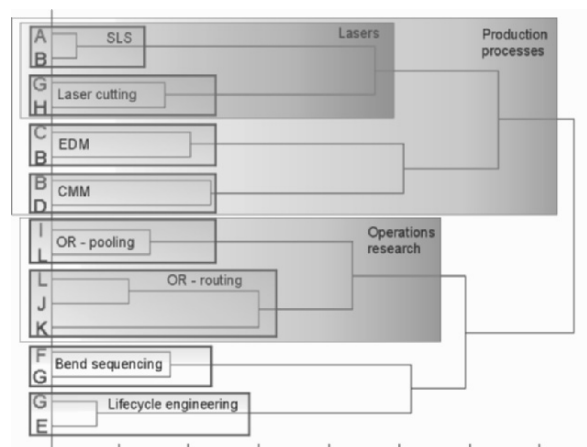 A
SLS
B
Lasers
Production
processes
G
Laser cutting
H
C
EDM
B
B
CMM
D
I
OR - pooling
L
Operations
research
L
OR - routing
J
K
F
Bend sequencing
G
G
Lifecycle engineering
E